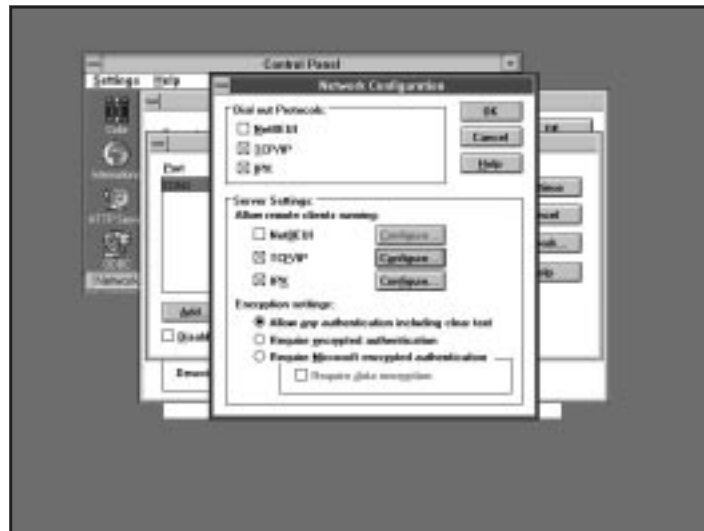 Control Panel
Settings Help
Network Configuration
Dial out Protocols:
NetBEUI
TCP/IP
IPX
OK
Cancel
Help
Port
Server Settings:
Allow remote clients running:
NetBEUI Configure...
TCP/IP Configure...
IPX Configure...
Encryption settings:
Allow any authentication including clear text
Require encrypted authentication
Require Microsoft encrypted authentication
Require data encryption
Add
Network